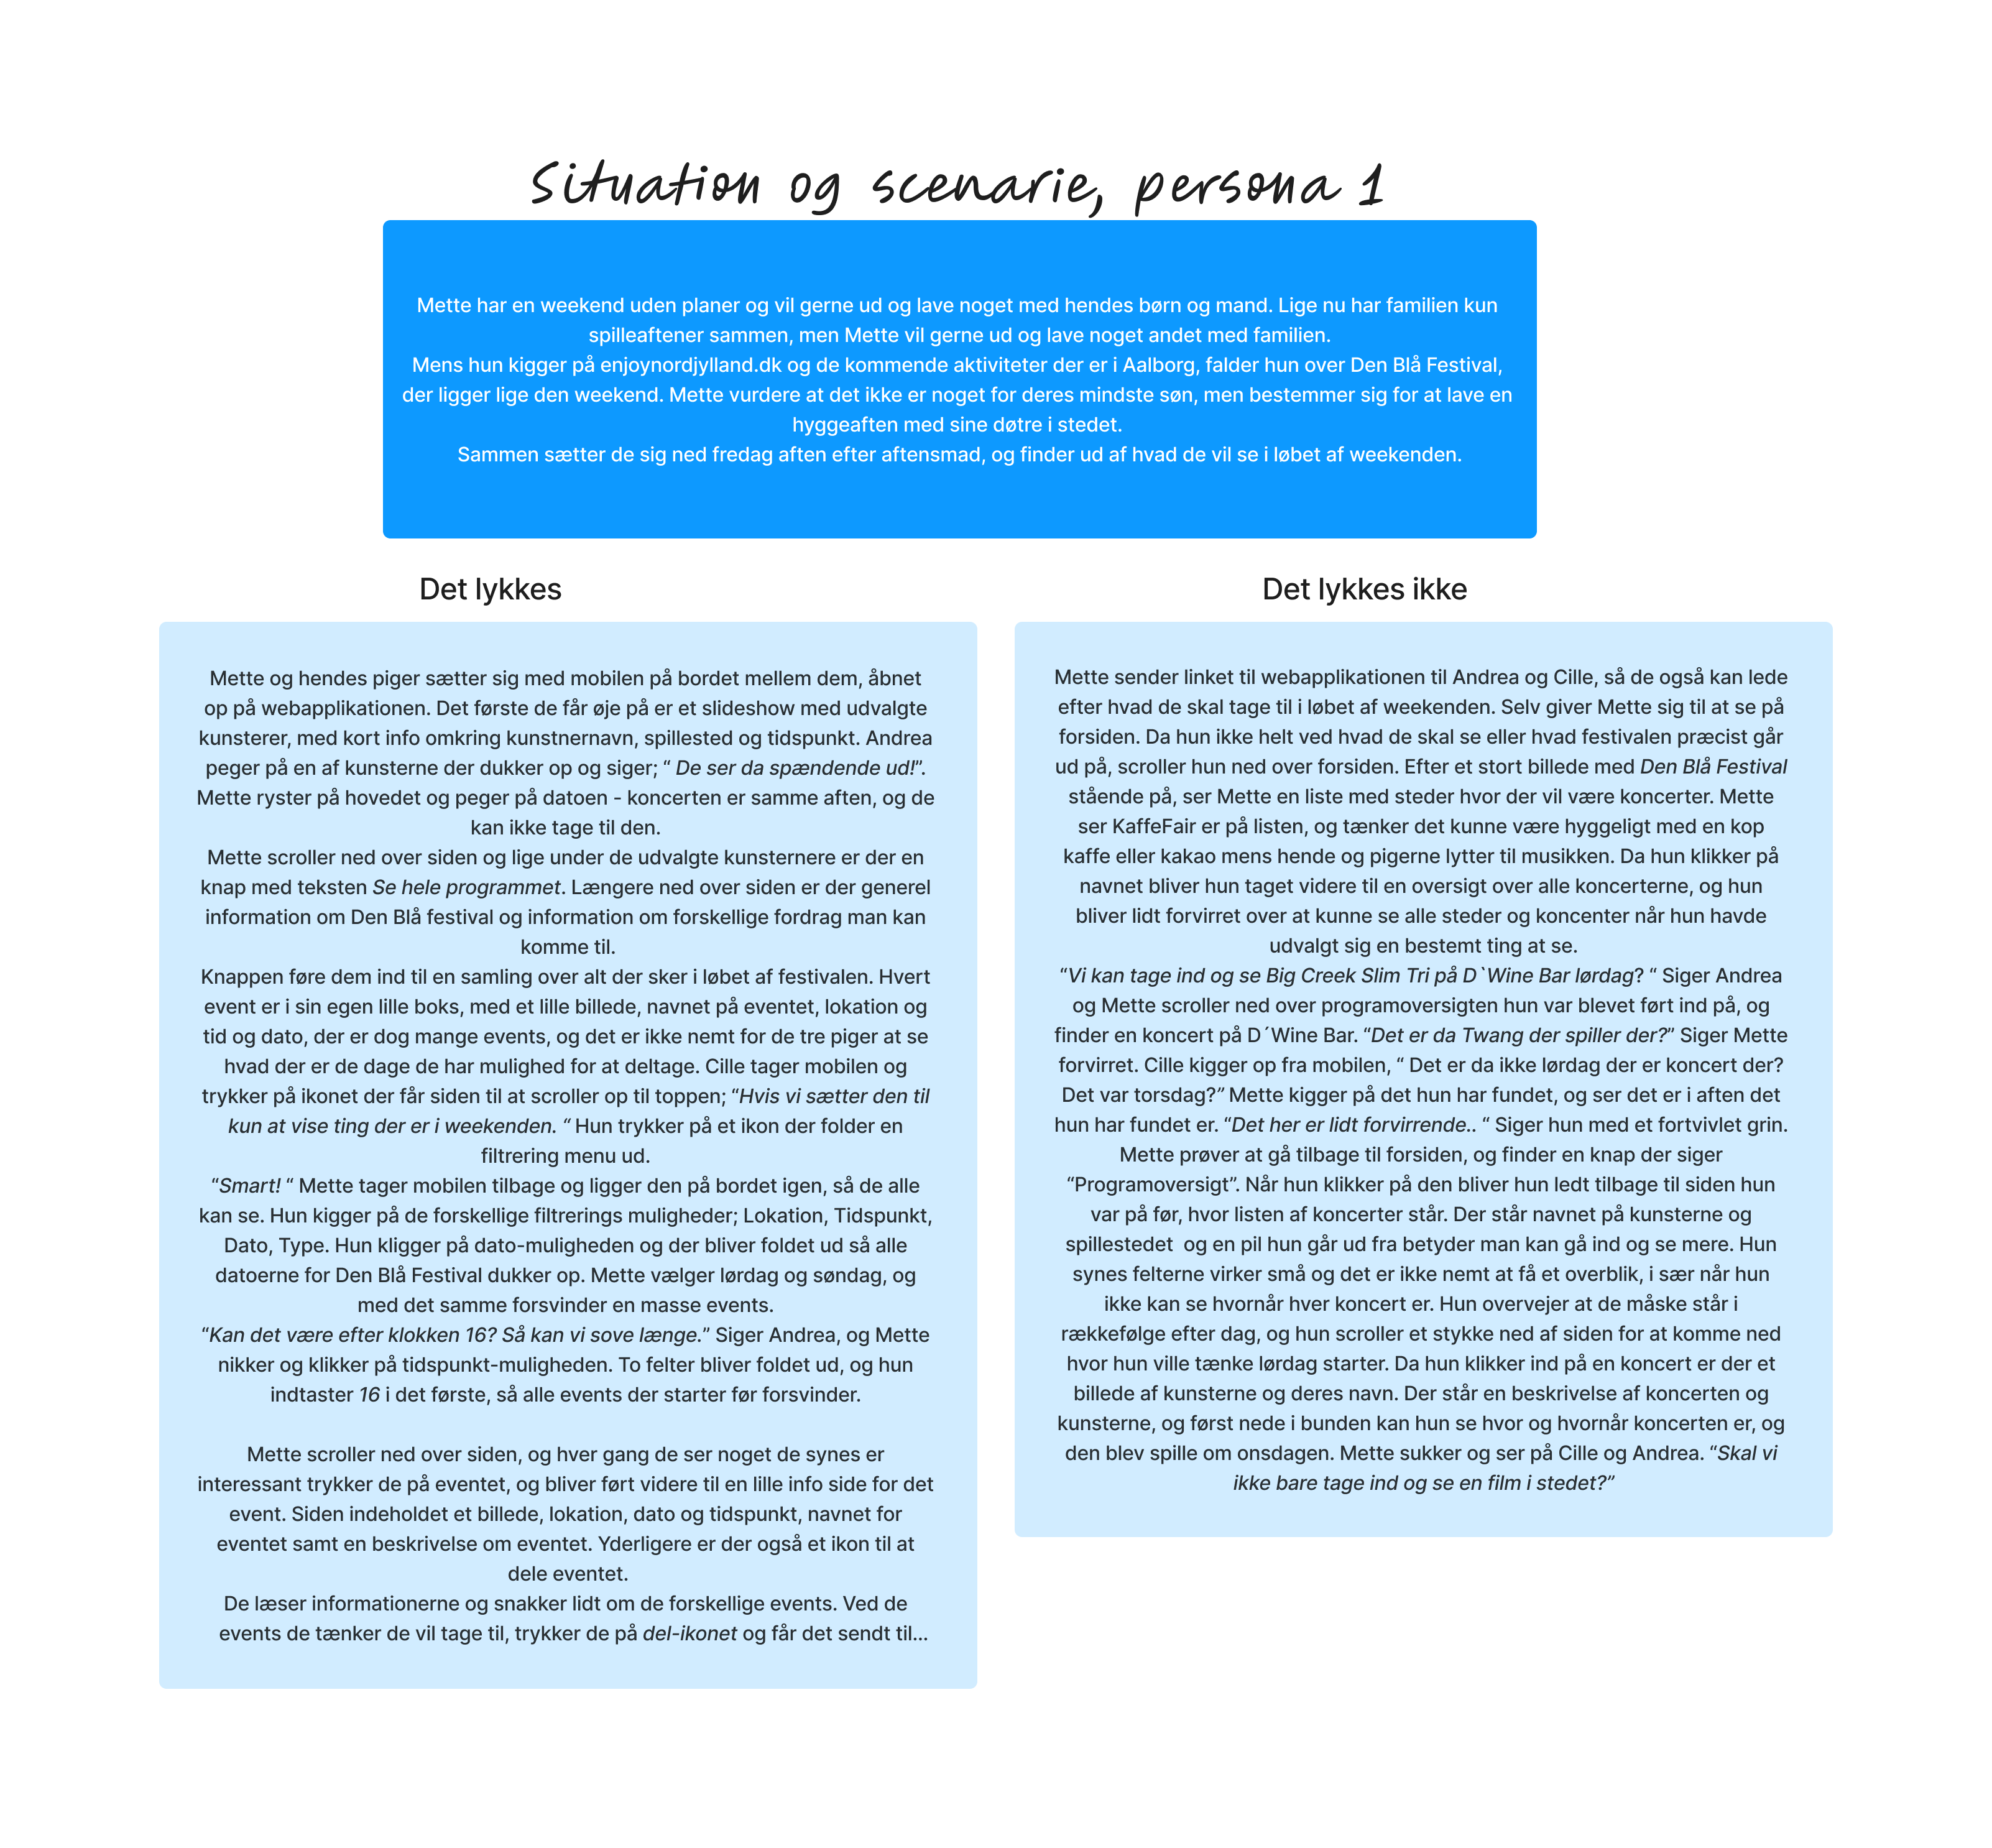 Situation og scenarie, persona 1
Mette har en weekend uden planer og vil gerne ud og lave noget med hendes børn og mand. Lige nu har familien kun
spilleaftener sammen, men Mette vil gerne ud og lave noget andet med familien.
Mens hun kigger på enjoynordjylland.dk og de kommende aktiviteter der er i Aalborg, falder hun over Den Blå Festival,
der ligger lige den weekend. Mette vurdere at det ikke er noget for deres mindste søn, men bestemmer sig for at lave en
hyggeaften med sine døtre i stedet.
Sammen sætter de sig ned fredag aften efter aftensmad, og finder ud af hvad de vil se i løbet af weekenden.
Det lykkes
Mette og hendes piger sætter sig med mobilen på bordet mellem dem, åbnet
op på webapplikationen. Det første de får øje på er et slideshow med udvalgte
kunsterer, med kort info omkring kunstnernavn, spillested og tidspunkt. Andrea
peger på en af kunsterne der dukker op og siger; “ De ser da spændende ud!”.
Mette ryster på hovedet og peger på datoen - koncerten er samme aften, og de
kan ikke tage til den.
Mette scroller ned over siden og lige under de udvalgte kunsternere er der en
knap med teksten Se hele programmet. Længere ned over siden er der generel
information om Den Blå festival og information om forskellige fordrag man kan
komme til.
Knappen føre dem ind til en samling over alt der sker i løbet af festivalen. Hvert
event er i sin egen lille boks, med et lille billede, navnet på eventet, lokation og
tid og dato, der er dog mange events, og det er ikke nemt for de tre piger at se
hvad der er de dage de har mulighed for at deltage. Cille tager mobilen og
trykker på ikonet der får siden til at scroller op til toppen; “Hvis vi sætter den til
kun at vise ting der er i weekenden. “ Hun trykker på et ikon der folder en
filtrering menu ud.
“Smart! “ Mette tager mobilen tilbage og ligger den på bordet igen, så de alle
kan se. Hun kigger på de forskellige filtrerings muligheder; Lokation, Tidspunkt,
Dato, Type. Hun kligger på dato-muligheden og der bliver foldet ud så alle
datoerne for Den Blå Festival dukker op. Mette vælger lørdag og søndag, og
med det samme forsvinder en masse events.
“Kan det være efter klokken 16? Så kan vi sove længe.” Siger Andrea, og Mette
nikker og klikker på tidspunkt-muligheden. To felter bliver foldet ud, og hun
indtaster 16 i det første, så alle events der starter før forsvinder.
Mette scroller ned over siden, og hver gang de ser noget de synes er
interessant trykker de på eventet, og bliver ført videre til en lille info side for det
event. Siden indeholdet et billede, lokation, dato og tidspunkt, navnet for
eventet samt en beskrivelse om eventet. Yderligere er der også et ikon til at
dele eventet.
De læser informationerne og snakker lidt om de forskellige events. Ved de
events de tænker de vil tage til, trykker de på del-ikonet og får det sendt til...
Det lykkes ikke
Mette sender linket til webapplikationen til Andrea og Cille, så de også kan lede
efter hvad de skal tage til i løbet af weekenden. Selv giver Mette sig til at se på
forsiden. Da hun ikke helt ved hvad de skal se eller hvad festivalen præcist går
ud på, scroller hun ned over forsiden. Efter et stort billede med Den Blå Festival
stående på, ser Mette en liste med steder hvor der vil være koncerter. Mette
ser KaffeFair er på listen, og tænker det kunne være hyggeligt med en kop
kaffe eller kakao mens hende og pigerne lytter til musikken. Da hun klikker på
navnet bliver hun taget videre til en oversigt over alle koncerterne, og hun
bliver lidt forvirret over at kunne se alle steder og koncenter når hun havde
udvalgt sig en bestemt ting at se.
“Vi kan tage ind og se Big Creek Slim Tri på D`Wine Bar lørdag? “ Siger Andrea
og Mette scroller ned over programoversigten hun var blevet ført ind på, og
finder en koncert på D´Wine Bar. “Det er da Twang der spiller der?” Siger Mette
forvirret. Cille kigger op fra mobilen, “ Det er da ikke lørdag der er koncert der?
Det var torsdag?” Mette kigger på det hun har fundet, og ser det er i aften det
hun har fundet er. “Det her er lidt forvirrende.. “ Siger hun med et fortvivlet grin.
Mette prøver at gå tilbage til forsiden, og finder en knap der siger
“Programoversigt”. Når hun klikker på den bliver hun ledt tilbage til siden hun
var på før, hvor listen af koncerter står. Der står navnet på kunsterne og
spillestedet  og en pil hun går ud fra betyder man kan gå ind og se mere. Hun
synes felterne virker små og det er ikke nemt at få et overblik, i sær når hun
ikke kan se hvornår hver koncert er. Hun overvejer at de måske står i
rækkefølge efter dag, og hun scroller et stykke ned af siden for at komme ned
hvor hun ville tænke lørdag starter. Da hun klikker ind på en koncert er der et
billede af kunsterne og deres navn. Der står en beskrivelse af koncerten og
kunsterne, og først nede i bunden kan hun se hvor og hvornår koncerten er, og
den blev spille om onsdagen. Mette sukker og ser på Cille og Andrea. “Skal vi
ikke bare tage ind og se en film i stedet?”